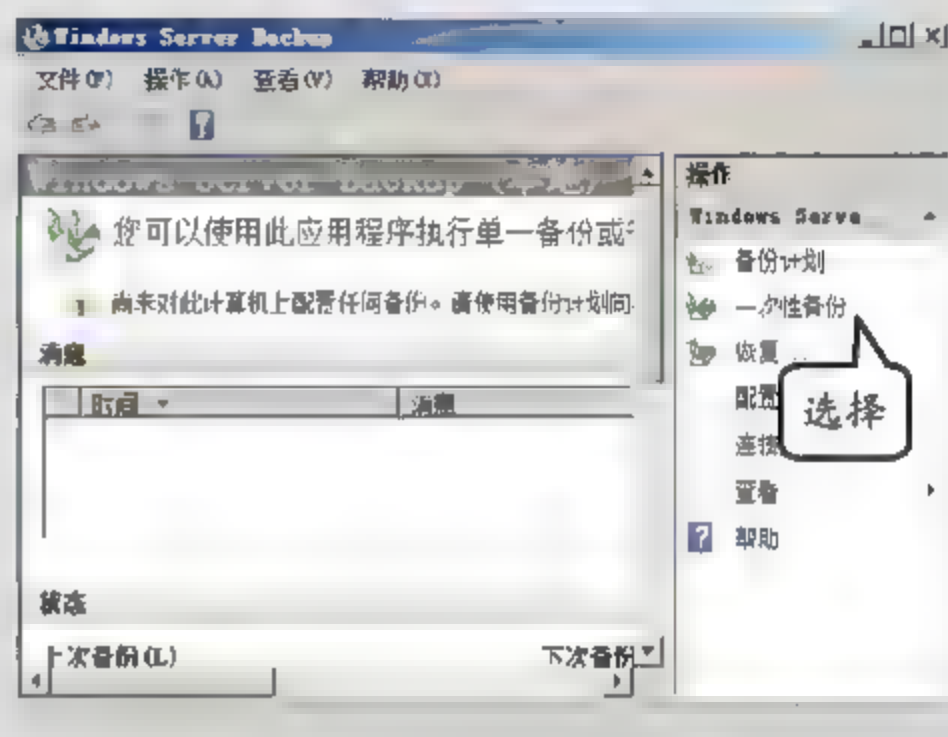 Windows Server Backup
文件(F) 操作(A) 查看(V) 帮助(H)
Windows Server Backup
您可以使用此应用程序执行单一备份或
尚未对此计算机上配置任何备份。请使用备份计划向
消息
时间 消息
状态
上次备份(L) 下次备份
操作
Windows Serve
备份计划
一次性备份
恢复...
配置
连接
查看
帮助
选择